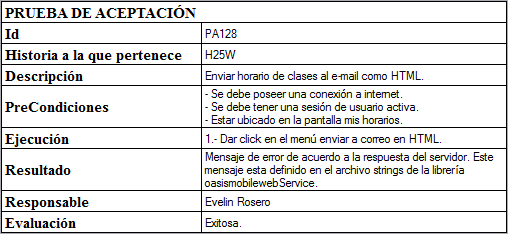 PRUEBA DE ACEPTACIÓN
Id PA128
Historia a la que pertenece H25W
Descripción Enviar horario de clases al e-mail como HTML.
PreCondiciones - Se debe poseer una conexión a internet.
- Se debe tener una sesión de usuario activa.
- Estar ubicado en la pantalla mis horarios.
Ejecución 1.- Dar click en el menú enviar a correo en HTML.
Resultado Mensaje de error de acuerdo a la respuesta del servidor. Este
mensaje esta definido en el archivo strings de la librería
oasismobilewebService.
Responsable Evelin Rosero
Evaluación Exitosa.